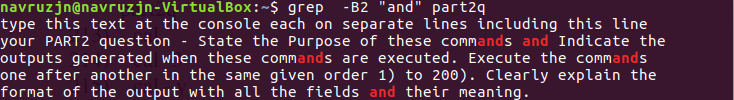 navruzjn@navruzjn-VirtualBox:~$ grep  -B2 "and" part2q
type this text at the console each on separate lines including this line
your PART2 question - State the Purpose of these commands and Indicate the
outputs generated when these commands are executed. Execute the commands
one after another in the same given order 1) to 200). Clearly explain the
format of the output with all the fields and their meaning.